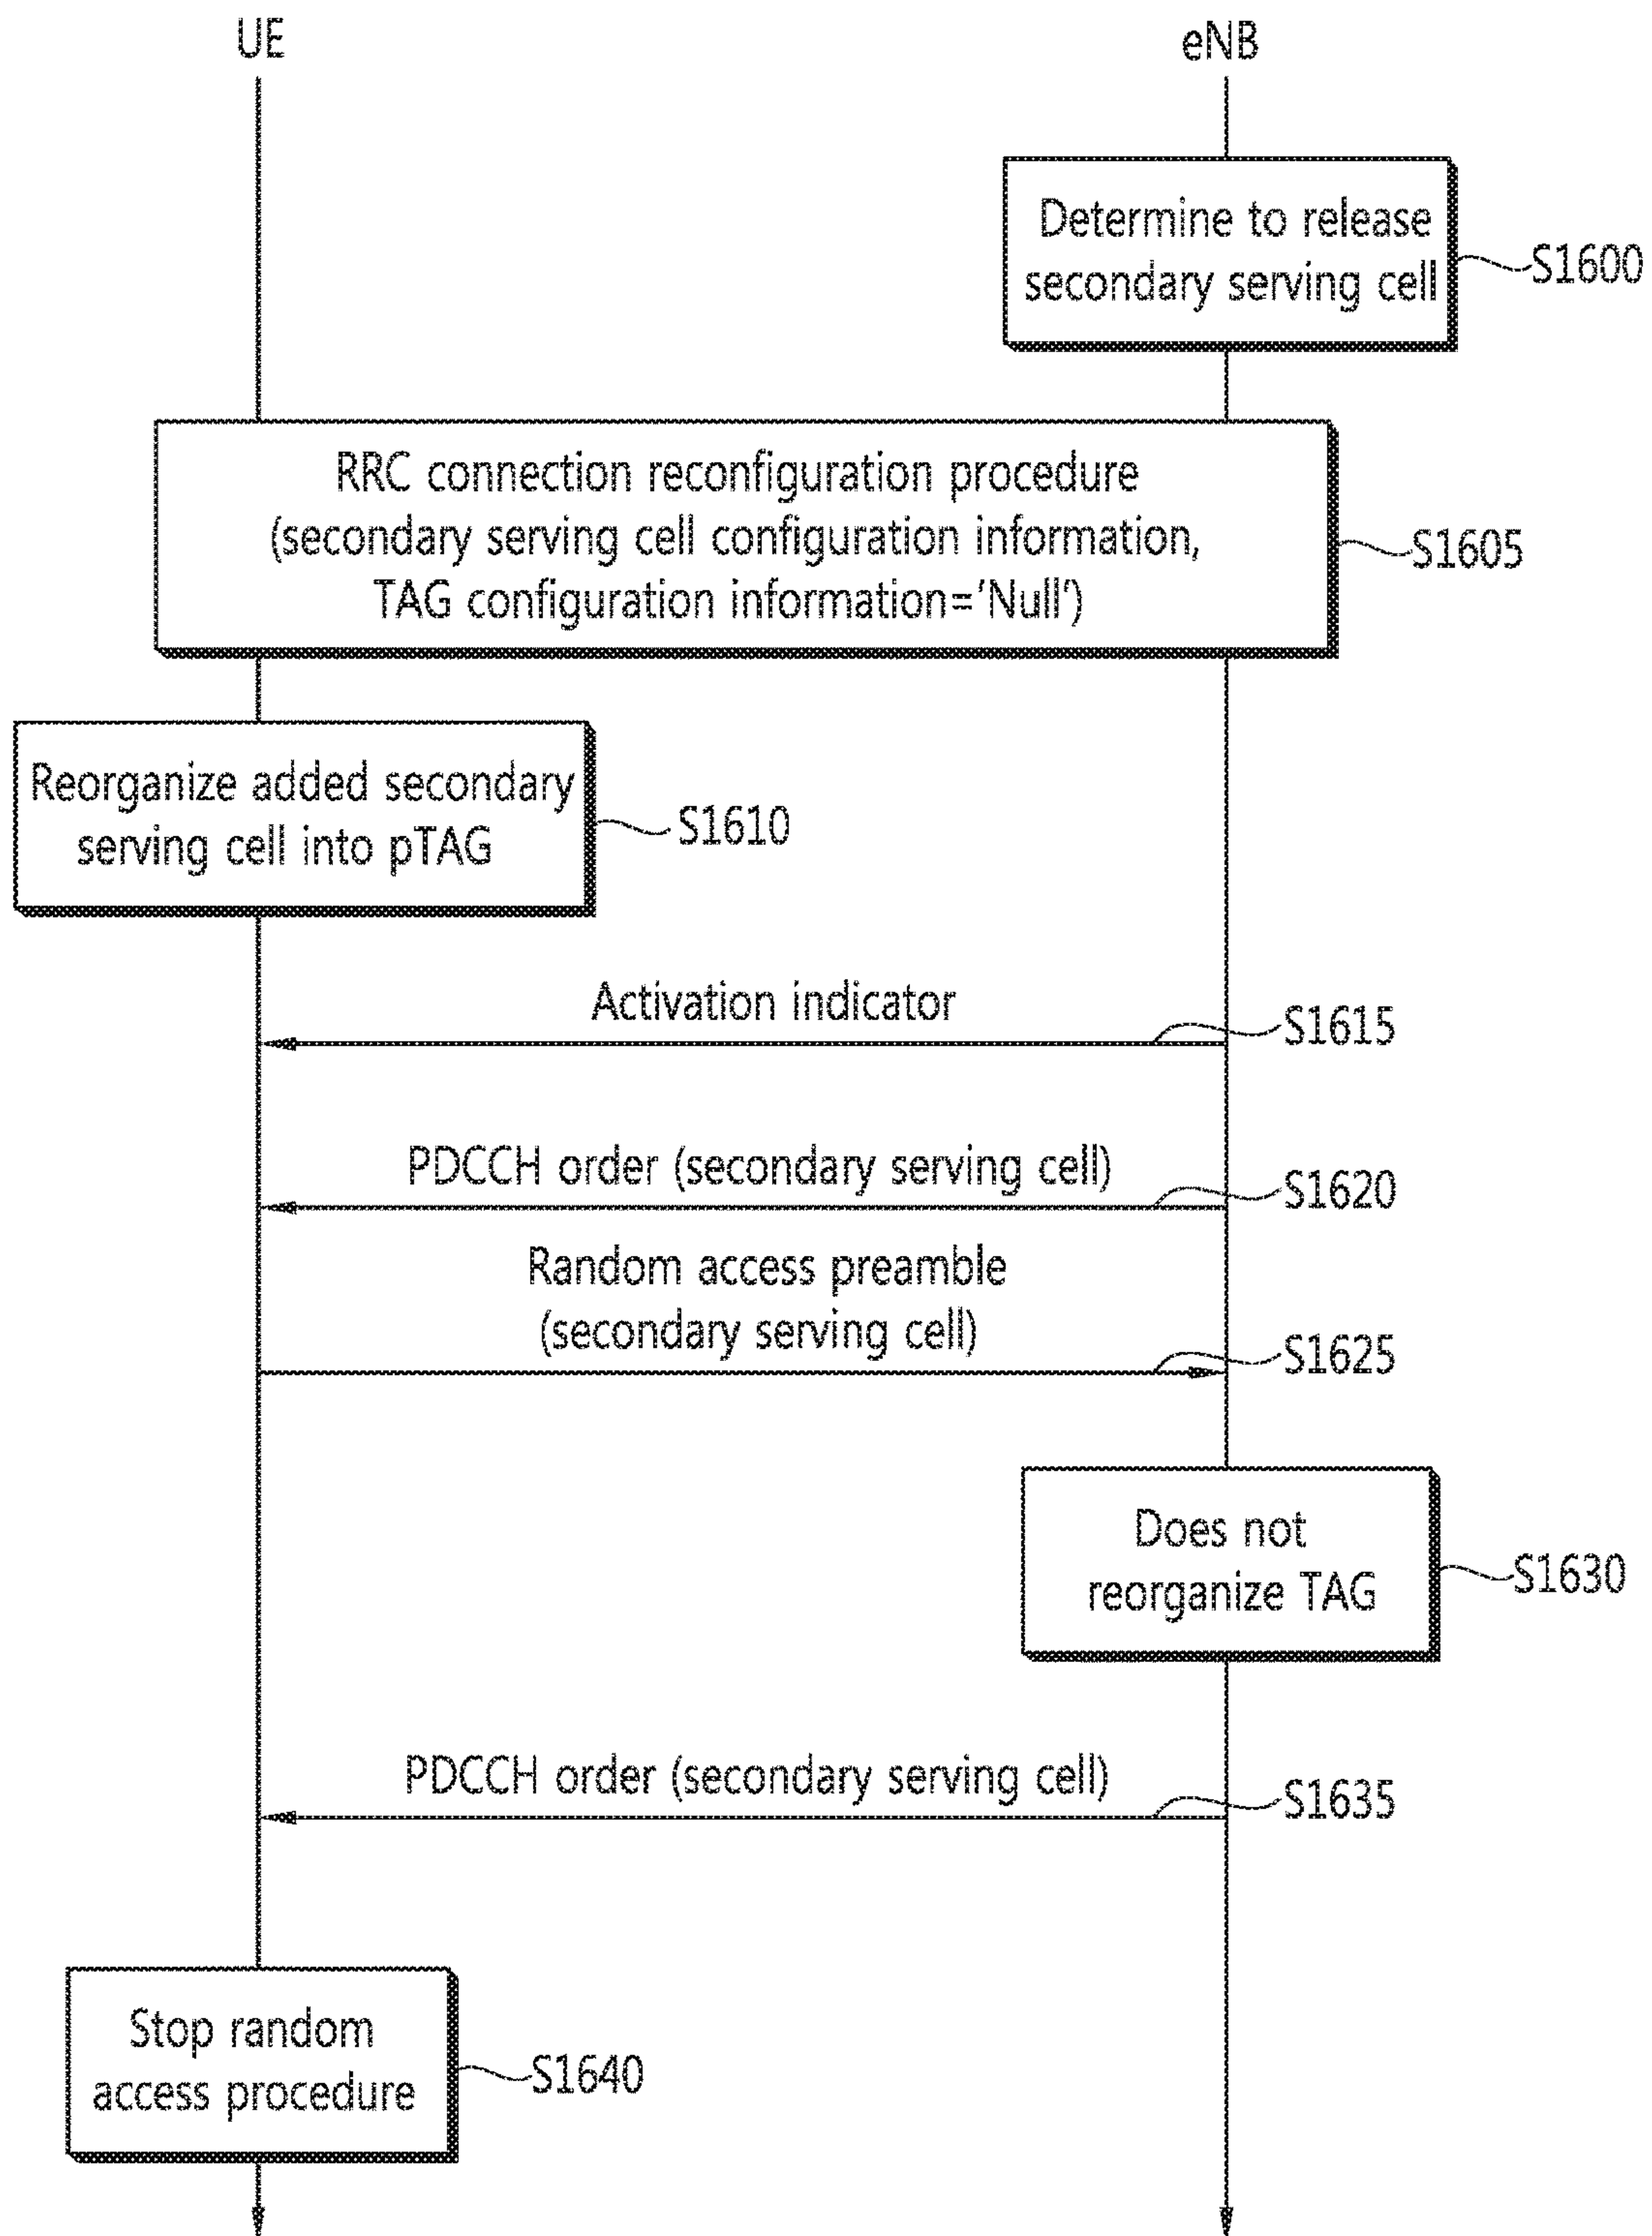 UE
eNB
Determine to release
secondary serving cell
S1600
RRC connection reconfiguration procedure
(secondary serving cell configuration information,
TAG configuration information='Null')
S1605
Reorganize added secondary
serving cell into pTAG
S1610
Activation indicator
S1615
PDCCH order (secondary serving cell)
S1620
Random access preamble
(secondary serving cell)
S1625
Does not
reorganize TAG
S1630
PDCCH order (secondary serving cell)
S1635
Stop random
access procedure
S1640